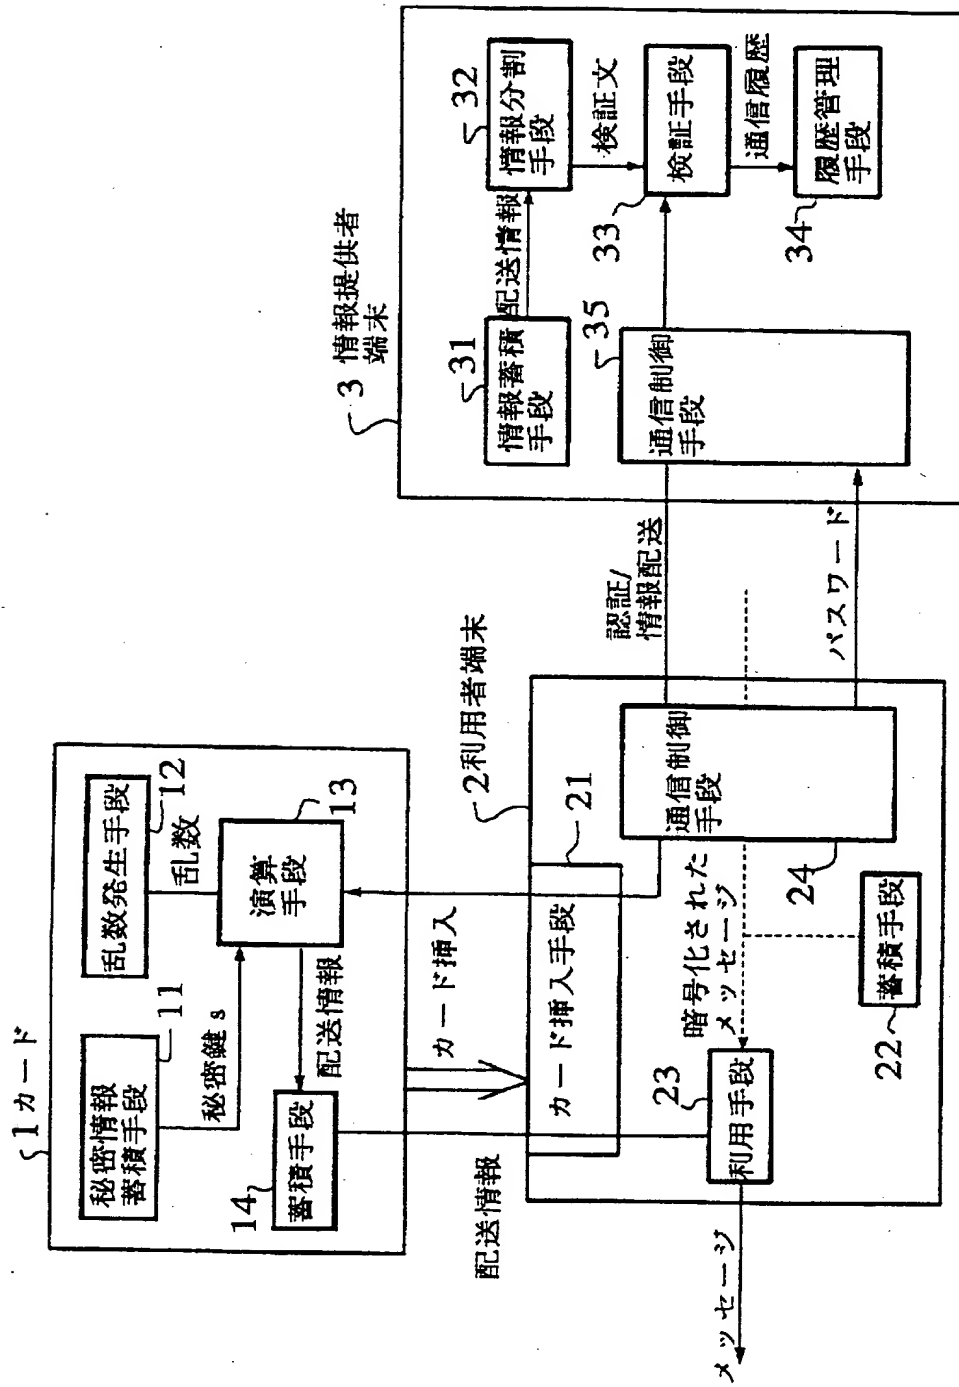 1 カード
秘密情報
蓄積手段
11
乱数発生手段
12
秘密鍵 s
乱数
演算
手段
13
14
蓄積手段
配送情報
カード挿入
配送情報
2 利用者端末
カード挿入手段
21
通信制御
手段
24
暗号化された
メッセージ
蓄積手段
22
利用手段
23
メッセージ
認証/
情報配送
パスワード
3 情報提供者
端末
31
情報蓄積
手段
配送情報
32
情報分割
手段
検証文
33
検証手段
通信履歴
34
履歴管理
手段
35
通信制御
手段